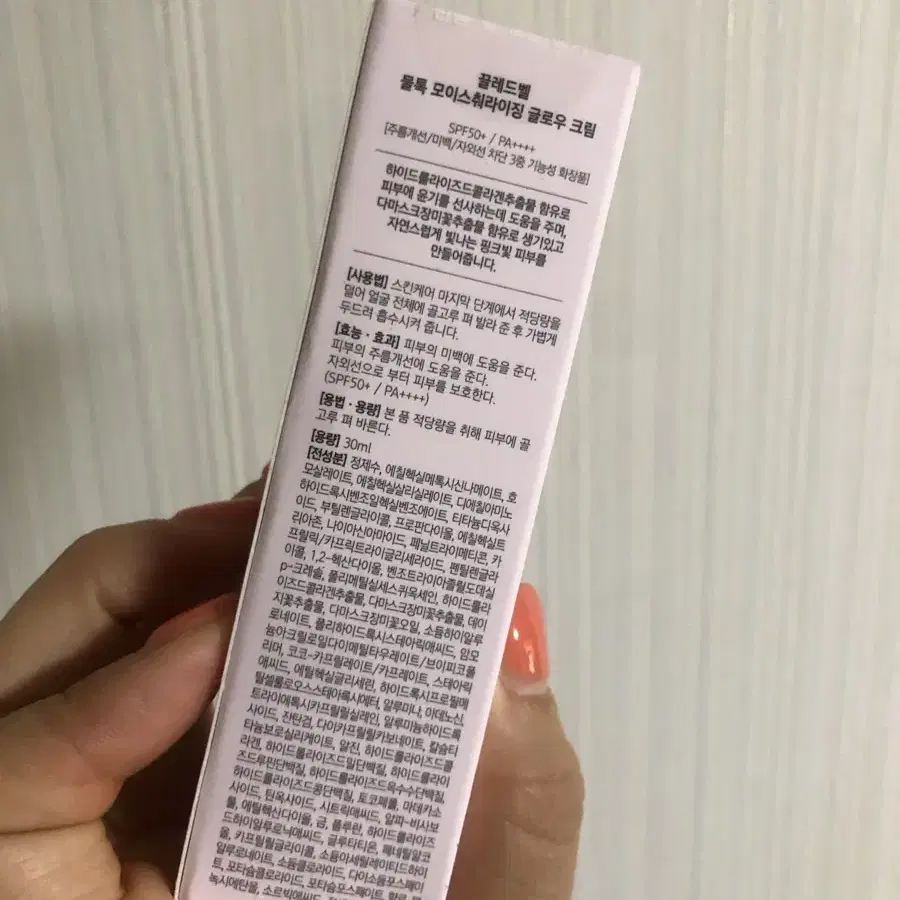 끌레드벨
물톡 모이스춰라이징 글로우 크림
SPF50+ / PA++++
[주름개선/미백/자외선 차단 3중 기능성 화장품]
하이드롤라이즈드콜라겐추출물 함유로
피부에 윤기를 선사하는데 도움을 주며,
다마스크장미꽃추출물 함유로 생기있고
자연스럽게 빛나는 핑크빛 피부를
만들어줍니다.
[사용법] 스킨케어 마지막 단계에서 적당량을
덜어 얼굴 전체에 골고루 펴 발라 준 후 가볍게
두드려 흡수시켜 줍니다.
[효능 · 효과] 피부의 미백에 도움을 준다.
피부의 주름개선에 도움을 준다.
자외선으로 부터 피부를 보호한다.
(SPF50+ / PA++++)
[용법 · 용량] 본 품 적당량을 취해 피부에 골
고루 펴 바른다.
[용량] 30ml
[전성분] 정제수, 에칠헥실메톡시신나메이트, 호
모살레이트, 에칠헥실살리실레이트, 디에칠아미노
하이드록시벤조일헥실벤조에이트, 티타늄디옥사
이드, 부틸렌글라이콜, 프로판다이올, 에칠헥실트
리아존, 나이아신아마이드, 페닐트라이메티콘, 카
프릴릭/카프릭트라이글리세라이드, 펜틸렌글라
이콜, 1,2-헥산다이올, 벤조트라이아졸릴도데실
p-크레솔, 폴리메틸실세스퀴옥세인, 하이드롤라
이즈드콜라겐추출물, 다마스크장미꽃추출물, 데이
지꽃추출물, 다마스크장미꽃오일, 소듐하이알루
로네이트, 폴리하이드록시스테아릭애씨드, 암모
늄아크릴로일다이메틸타우레이트/브이피코폴
리머, 코코-카프릴레이트/카프레이트, 스테아릭
애씨드, 에틸헥실글리세린, 하이드록시프로필메
틸셀룰로오스스테아록시에터, 알루미나, 아데노신,
트라이에톡시카프릴릴실레인, 알루미늄하이드록
사이드, 잔탄검, 다이카프릴릴카보네이트, 칼슘티
타늄보로실리케이트, 알진, 하이드롤라이즈드콜
라겐, 하이드롤라이즈드밀단백질, 하이드롤라이
즈드루핀단백질, 하이드롤라이즈드옥수수단백질,
하이드롤라이즈드콩단백질, 토코페롤, 마데카소
사이드, 틴옥사이드, 시트릭애씨드, 알파-비사보
롤, 에틸헥산다이올, 금, 풀루란, 하이드롤라이즈
드하이알루로닉애씨드, 글루타티온, 페네틸알코
올, 카프릴릴글라이콜, 소듐아세틸레이티드하이
알루로네이트, 소듐클로라이드, 다이소듐포스페이
트, 포타슘클로라이드, 포타슘포스페이트,
녹시에탄올, 소르빅애씨드,